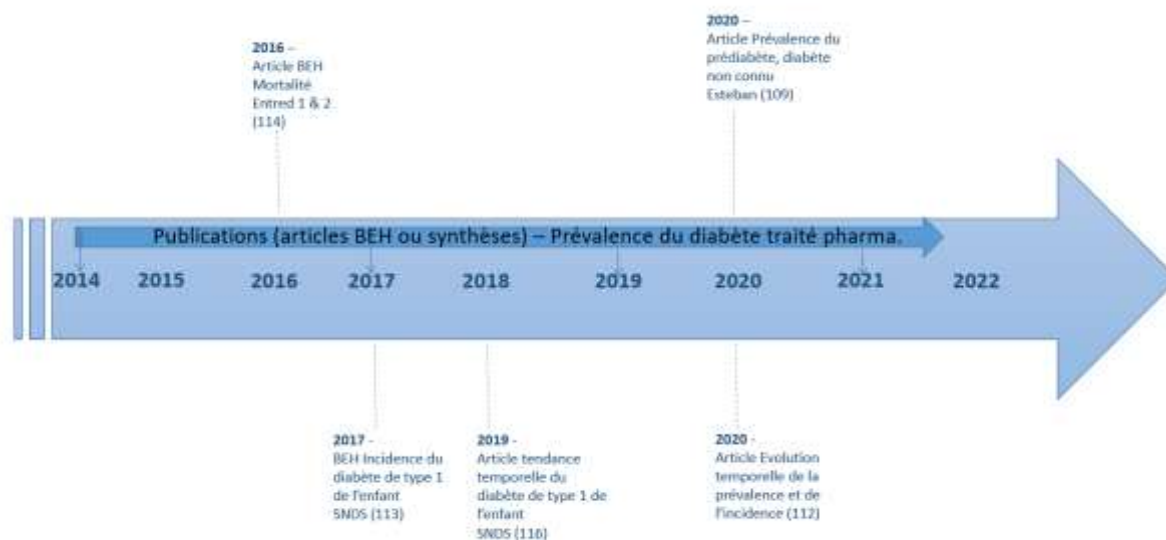 2016 –
Article BEH
Mortalité
Entred 1 & 2
(114)
2020 –
Article Prévalence du
prédiabète, diabète
non connu
Esteban (109)
Publications (articles BEH ou synthèses) – Prévalence du diabète traité pharma.
2014 2015 2016 2017 2018 2019 2020 2021 2022
2017 -
BEH Incidence du
diabète de type 1
de l'enfant
SNDS (113)
2019 -
Article tendance
temporelle du
diabète de type 1 de
l'enfant
SNDS (116)
2020 -
Article Evolution
temporelle de la
prévalence et de
l'incidence (112)